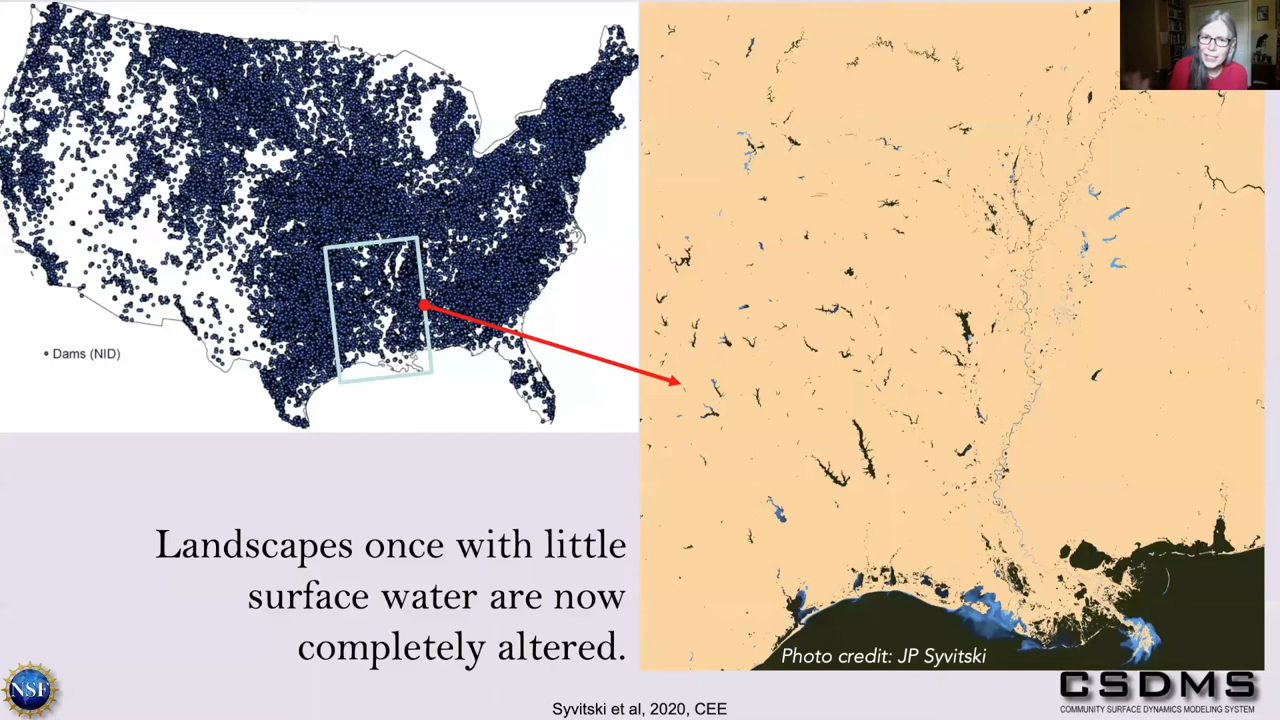 Dams (NID)
Landscapes once with little
surface water are now
completely altered.
Photo credit: JP Syvitski
NSF
CSDMS
COMMUNITY SURFACE DYNAMICS MODELING SYSTEM
Syvitski et al, 2020, CEE